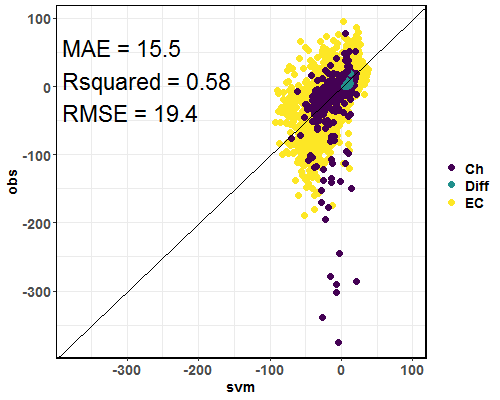 100
MAE = 15.5
Rsquared = 0.58
RMSE = 19.4
0
-100
-200
-300
obs
Ch
Diff
EC
-300 -200 -100 0 100
svm